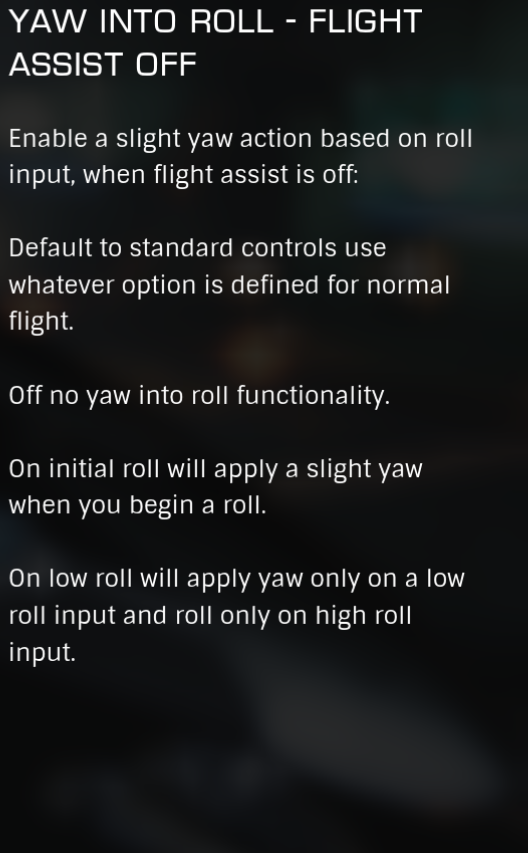 YAW INTO ROLL - FLIGHT
ASSIST OFF
Enable a slight yaw action based on roll
input, when flight assist is off:
Default to standard controls use
whatever option is defined for normal
flight.
Off no yaw into roll functionality.
On initial roll will apply a slight yaw
when you begin a roll.
On low roll will apply yaw only on a low
roll input and roll only on high roll
input.